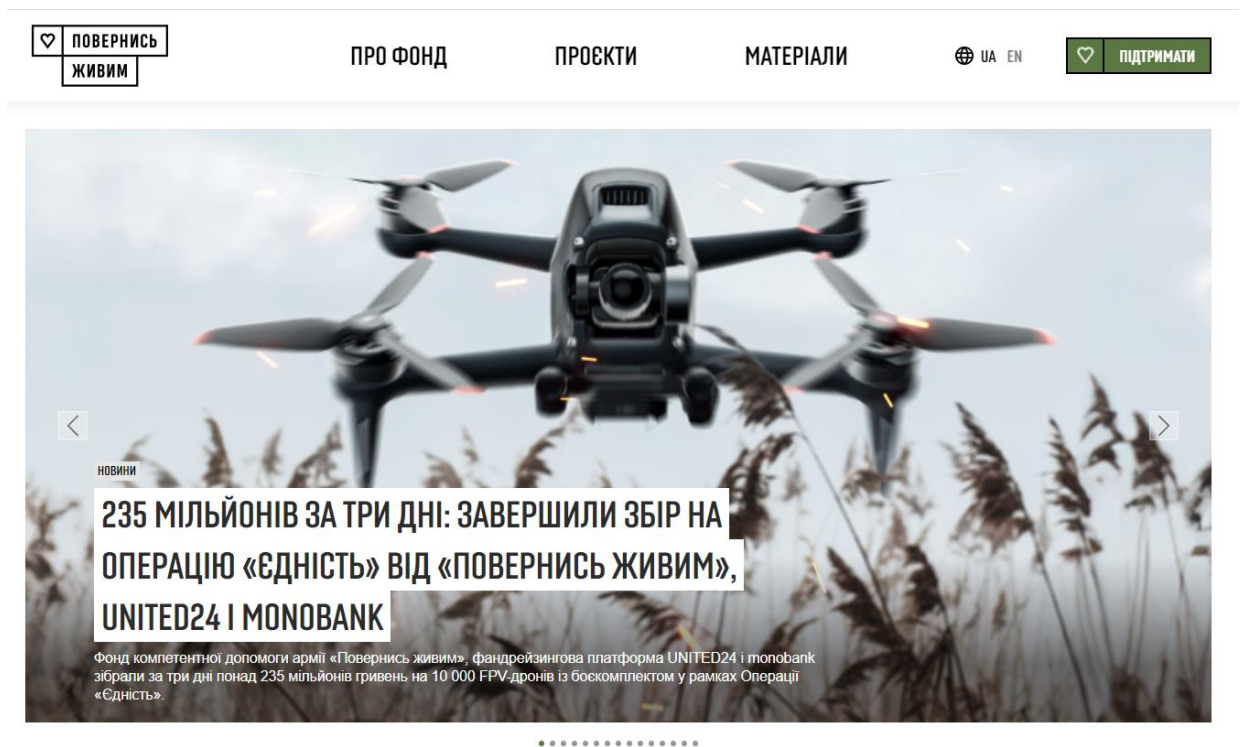 ПОВЕРНИСЬ
ЖИВИМ
ПРО ФОНД
ПРОЄКТИ
МАТЕРІАЛИ
UA EN
ПІДТРИМАТИ
НОВИНИ
235 МІЛЬЙОНІВ ЗА ТРИ ДНІ: ЗАВЕРШИЛИ ЗБІР НА
ОПЕРАЦІЮ «ЄДНІСТЬ» ВІД «ПОВЕРНИСЬ ЖИВИМ»,
UNITED24 І MONOBANK
Фонд компетентної допомоги армії «Повернись живим», фандрейзингова платформа UNITED24 і monobank
зібрали за три дні понад 235 мільйонів гривень на 10 000 FPV-дронів із боєкомплектом у рамках Операції
«Єдність».